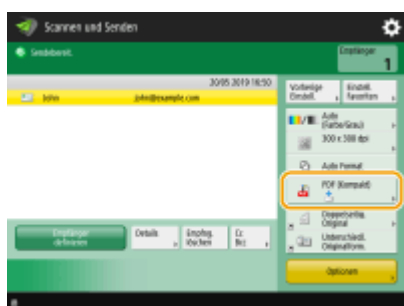 Scannen und Senden
Sendebereit.
Empfänger
1
20/05 2019 16:50
John
john@example.com
Vorherige
Einstell.
Einstell.
Favoriten
Auto
(Farbe/Grau)
300 x 300 dpi
Auto Format
PDF (Kompakt)
Doppelseitig.
Original
Unterschiedl.
Originalform.
Empfänger
definieren
Details
Empfng.
löschen
Cc
Bcc
Optionen